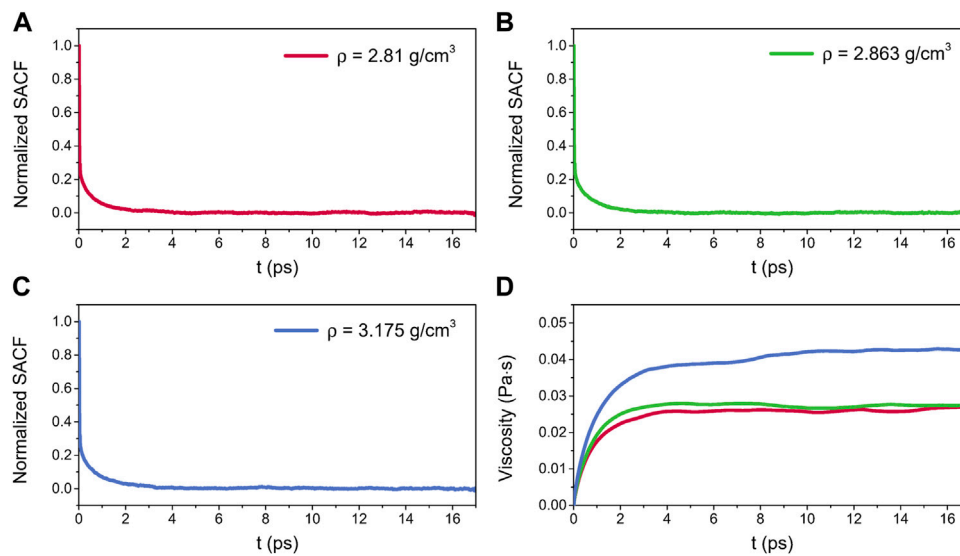 A
Normalized SACF
1.0
0.8
0.6
0.4
0.2
0.0
ρ = 2.81 g/cm³
0 2 4 6 8 10 12 14 16
t (ps)
B
Normalized SACF
1.0
0.8
0.6
0.4
0.2
0.0
ρ = 2.863 g/cm³
0 2 4 6 8 10 12 14 16
t (ps)
C
Normalized SACF
1.0
0.8
0.6
0.4
0.2
0.0
ρ = 3.175 g/cm³
0 2 4 6 8 10 12 14 16
t (ps)
D
Viscosity (Pa·s)
0.05
0.04
0.03
0.02
0.01
0.00
0 2 4 6 8 10 12 14 16
t (ps)